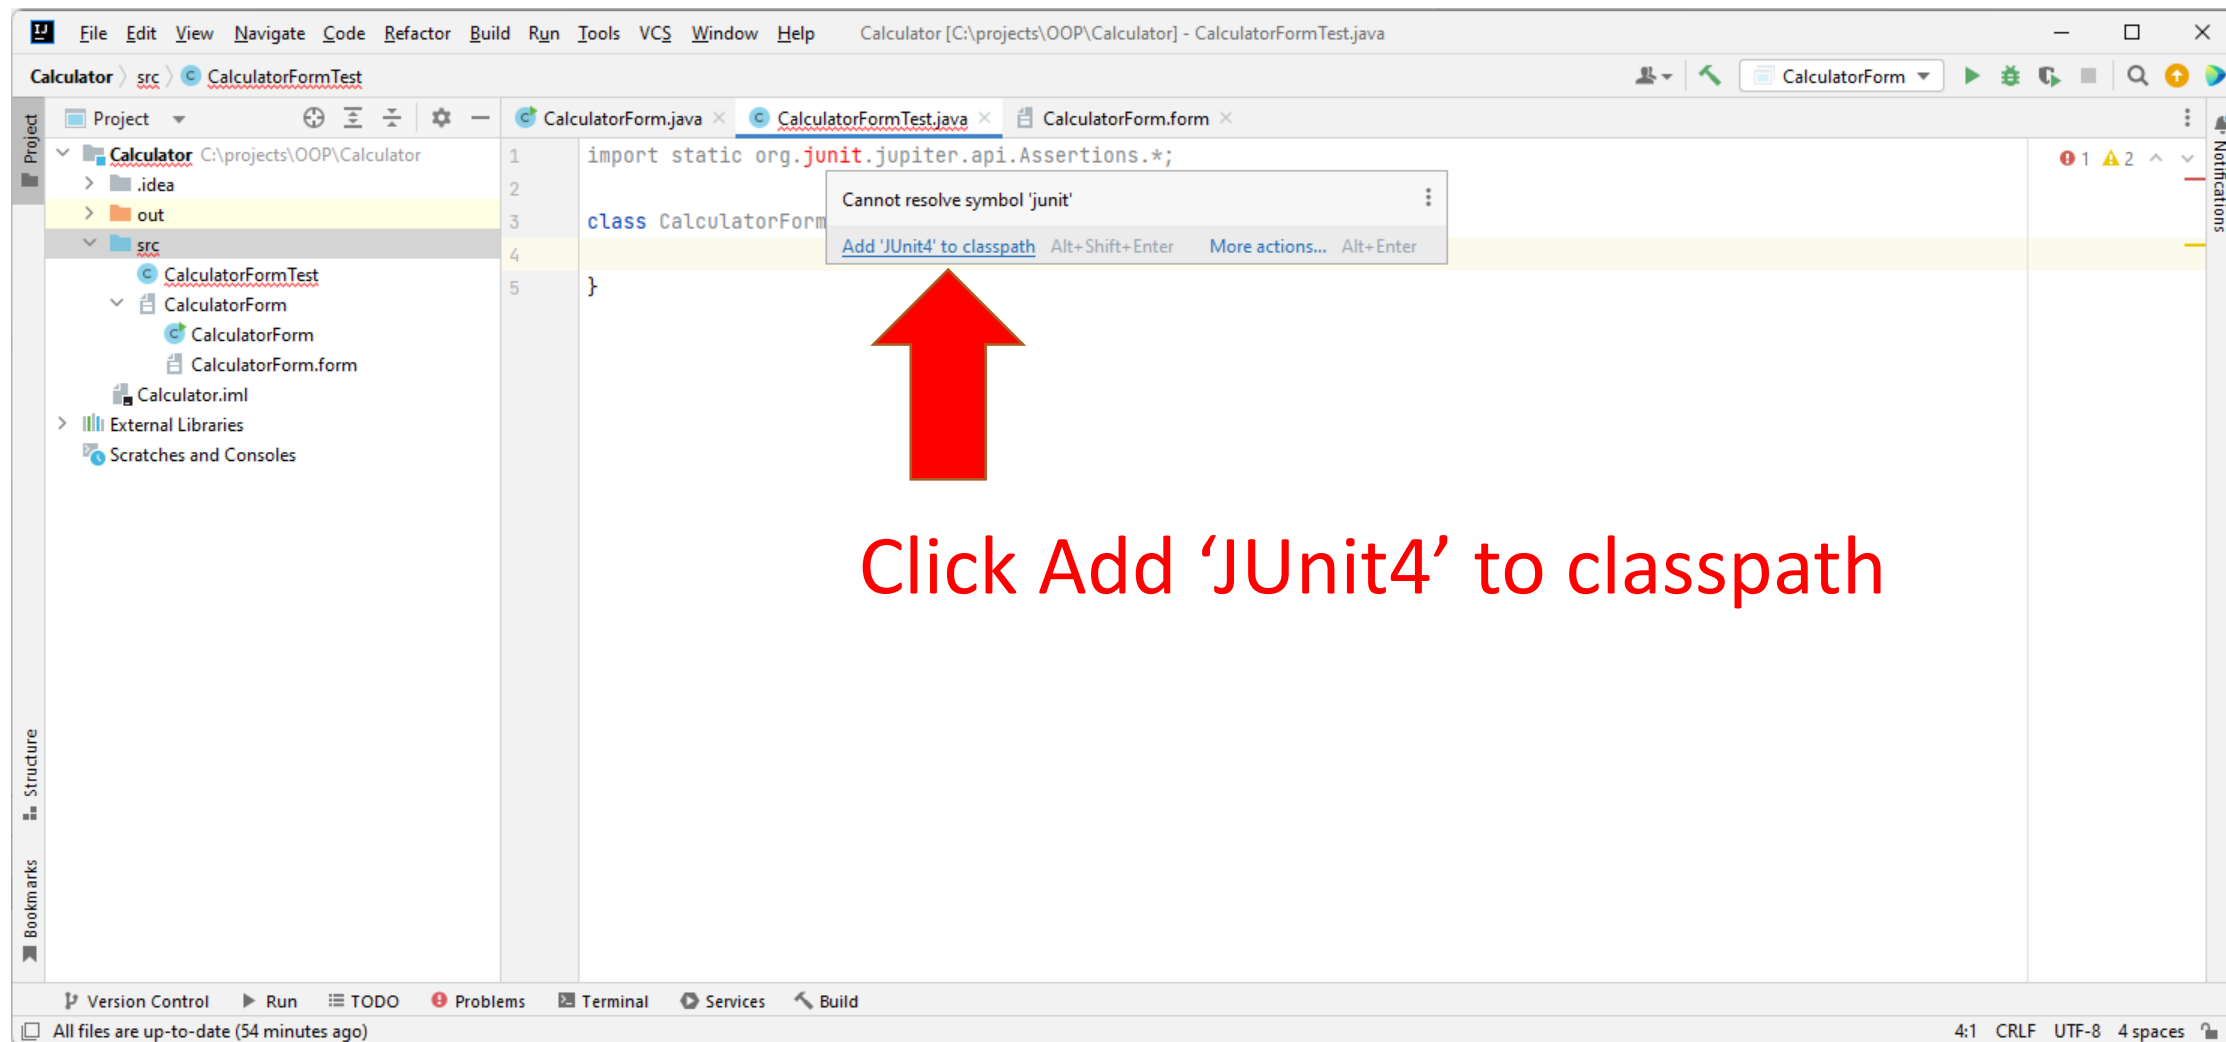 File Edit View Navigate Code Refactor Build Run Tools VCS Window Help Calculator [C:\projects\OOP\Calculator] - CalculatorFormTest.java
Calculator src CalculatorFormTest CalculatorForm
Project CalculatorForm.java CalculatorFormTest.java CalculatorForm.form
Project
Notifications
Calculator C:\projects\OOP\Calculator
.idea
out
src
CalculatorFormTest
CalculatorForm
CalculatorForm
CalculatorForm.form
Calculator.iml
External Libraries
Scratches and Consoles
1 import static org.junit.jupiter.api.Assertions.*; 1 2
2
3 class CalculatorForm
4
5 }
Cannot resolve symbol 'junit'
Add 'JUnit4' to classpath Alt+Shift+Enter More actions... Alt+Enter
Click Add ‘JUnit4’ to classpath
Structure
Bookmarks
Version Control Run TODO Problems Terminal Services Build
All files are up-to-date (54 minutes ago) 4:1 CRLF UTF-8 4 spaces